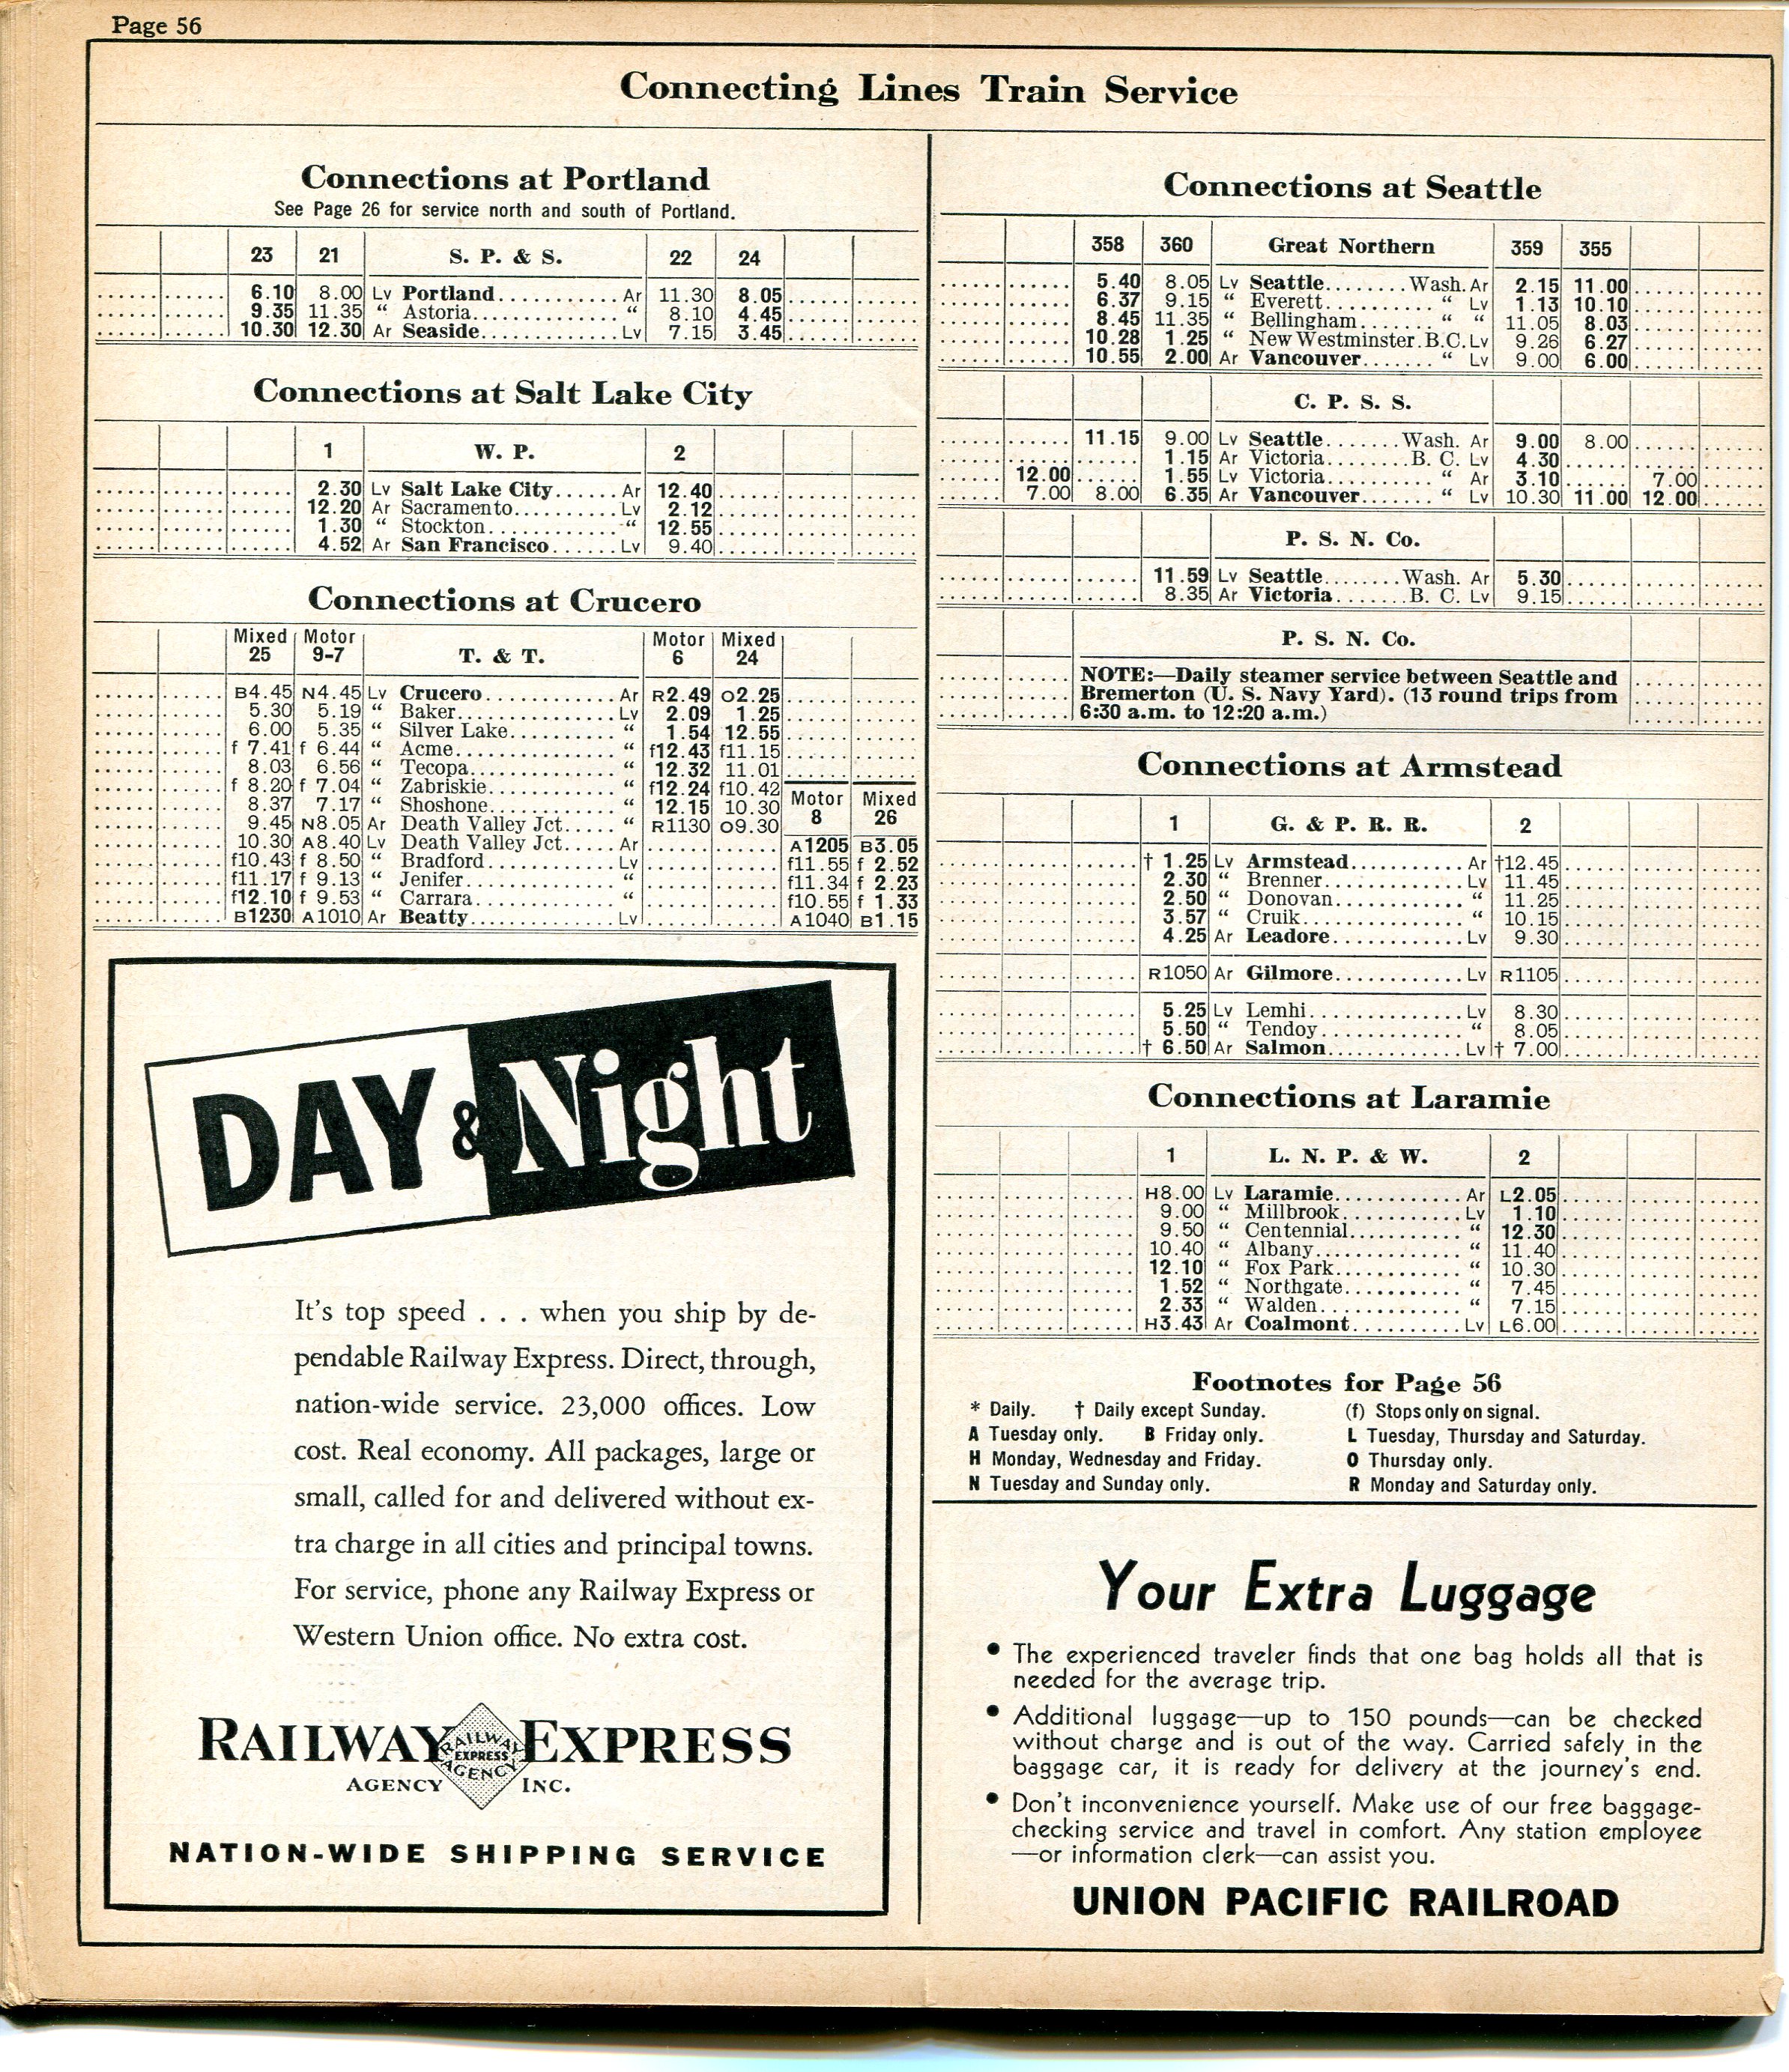 Page 56
Connecting Lines Train Service
Connections at Portland
See Page 26 for service north and south of Portland.
23 21 S. P. & S. 22 24
6.10 8.00 Lv Portland Ar 11.30 8.05
9.35 11.35 “ Astoria “ 8.10 4.45
10.30 12.30 Ar Seaside Lv 7.15 3.45
Connections at Salt Lake City
1 W. P. 2
2.30 Lv Salt Lake City Ar 12.40
12.20 Ar Sacramento Lv 2.12
1.30 “ Stockton “ 12.55
4.52 Ar San Francisco Lv 9.40
Connections at Crucero
Mixed Motor Motor Mixed
25 9-7 T. & T. 6 24
B4.45 N4.45 Lv Crucero Ar R2.49 O2.25
5.30 5.19 “ Baker Lv 2.09 1.25
6.00 5.35 “ Silver Lake “ 1.54 12.55
f 7.41 f 6.44 “ Acme “ f12.43 f11.15
8.03 6.56 “ Tecopa “ 12.32 11.01
f 8.20 f 7.04 “ Zabriskie “ f12.24 f10.42
8.37 7.17 “ Shoshone “ 12.15 10.30 Motor Mixed
9.45 N8.05 Ar Death Valley Jct. “ R1130 O9.30 8 26
10.30 A8.40 Lv Death Valley Jct. Ar A1205 B3.05
f10.43 f 8.50 “ Bradford Lv f11.55 f 2.52
f11.17 f 9.13 “ Jenifer “ f11.34 f 2.23
f12.10 f 9.53 “ Carrara “ f10.55 f 1.33
B1230 A1010 Ar Beatty Lv A1040 B1.15
DAY & Night
It's top speed . . . when you ship by de-
pendable Railway Express. Direct, through,
nation-wide service. 23,000 offices. Low
cost. Real economy. All packages, large or
small, called for and delivered without ex-
tra charge in all cities and principal towns.
For service, phone any Railway Express or
Western Union office. No extra cost.
RAILWAY EXPRESS
RAILWAY
EXPRESS
AGENCY
AGENCY INC.
NATION-WIDE SHIPPING SERVICE
Connections at Seattle
358 360 Great Northern 359 355
5.40 8.05 Lv Seattle Wash. Ar 2.15 11.00
6.37 9.15 “ Everett “ Lv 1.13 10.10
8.45 11.35 “ Bellingham “ “ 11.05 8.03
10.28 1.25 “ New Westminster B.C. Lv 9.26 6.27
10.55 2.00 Ar Vancouver “ Lv 9.00 6.00
C. P. S. S.
11.15 9.00 Lv Seattle Wash. Ar 9.00 8.00
1.15 Ar Victoria B. C. Lv 4.30
12.00 1.55 Lv Victoria “ Ar 3.10 7.00
7.00 8.00 6.35 Ar Vancouver “ Lv 10.30 11.00 12.00
P. S. N. Co.
11.59 Lv Seattle Wash. Ar 5.30
8.35 Ar Victoria B. C. Lv 9.15
P. S. N. Co.
NOTE:—Daily steamer service between Seattle and
Bremerton (U. S. Navy Yard). (13 round trips from
6:30 a.m. to 12:20 a.m.)
Connections at Armstead
1 G. & P. R. R. 2
† 1.25 Lv Armstead Ar †12.45
2.30 “ Brenner Lv 11.45
2.50 “ Donovan “ 11.25
3.57 “ Cruik “ 10.15
4.25 Ar Leadore Lv 9.30
R1050 Ar Gilmore Lv R1105
5.25 Lv Lemhi Lv 8.30
5.50 “ Tendoy “ 8.05
† 6.50 Ar Salmon Lv † 7.00
Connections at Laramie
1 L. N. P. & W. 2
H8.00 Lv Laramie Ar L2.05
9.00 “ Millbrook Lv 1.10
9.50 “ Centennial “ 12.30
10.40 “ Albany “ 11.40
12.10 “ Fox Park “ 10.30
1.52 “ Northgate “ 7.45
2.33 “ Walden “ 7.15
H3.43 Ar Coalmont Lv L6.00
Footnotes for Page 56
* Daily. † Daily except Sunday. (f) Stops only on signal.
A Tuesday only. B Friday only. L Tuesday, Thursday and Saturday.
H Monday, Wednesday and Friday. O Thursday only.
N Tuesday and Sunday only. R Monday and Saturday only.
Your Extra Luggage
• The experienced traveler finds that one bag holds all that is
needed for the average trip.
• Additional luggage—up to 150 pounds—can be checked
without charge and is out of the way. Carried safely in the
baggage car, it is ready for delivery at the journey's end.
• Don't inconvenience yourself. Make use of our free baggage-
checking service and travel in comfort. Any station employee
—or information clerk—can assist you.
UNION PACIFIC RAILROAD